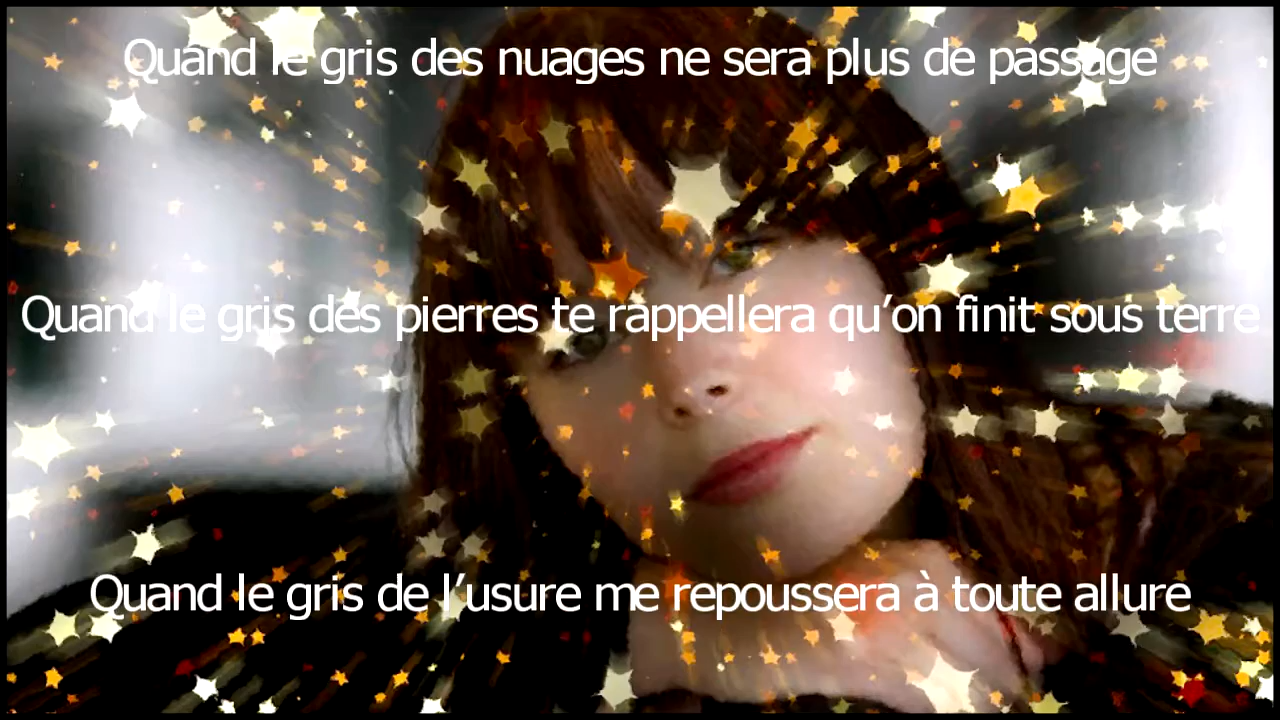 Quand le gris des nuages ne sera plus de passage
Quand le gris des pierres te rappellera qu’on finit sous terre
Quand le gris de l’usure me repoussera à toute allure